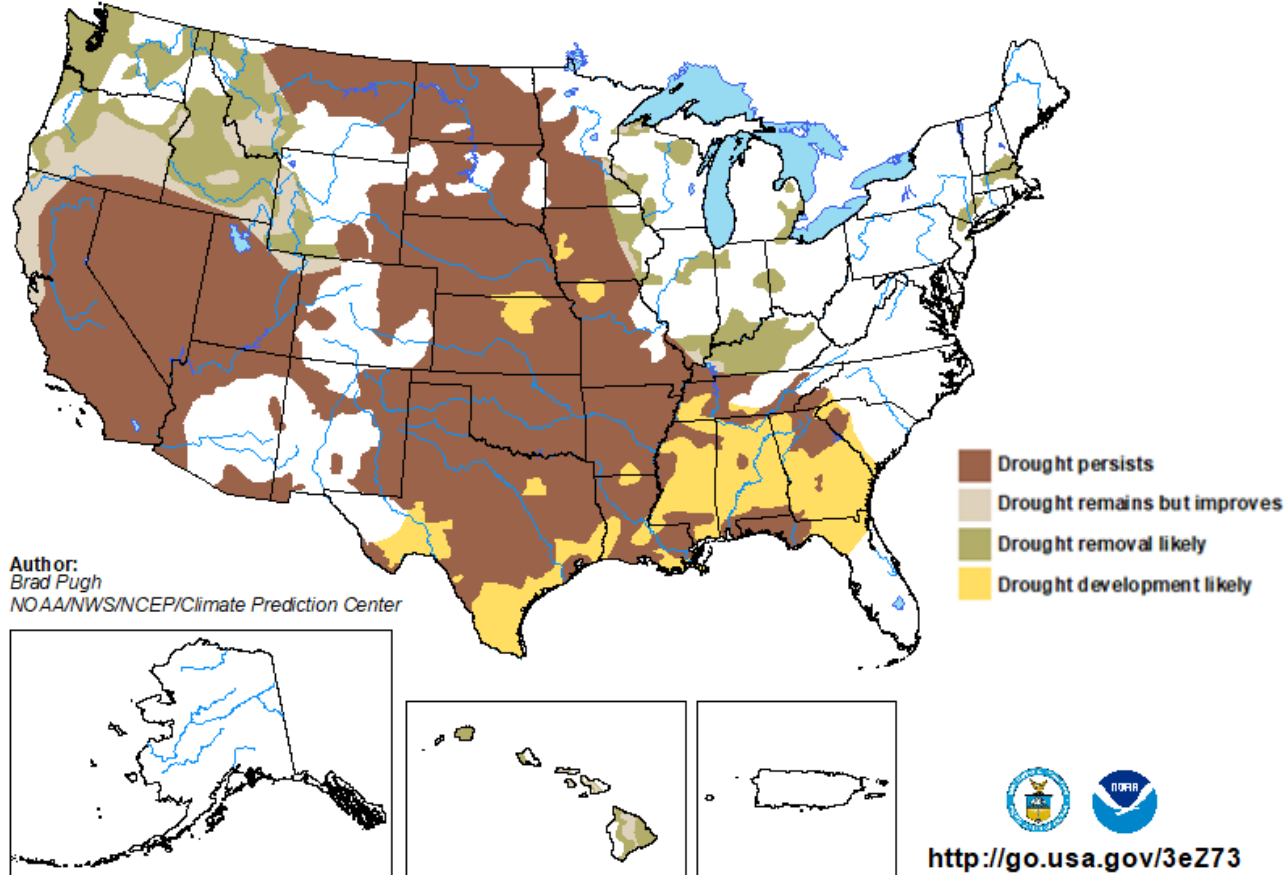 Drought persists
Drought remains but improves
Drought removal likely
Drought development likely
Author:
Brad Pugh
NOAA/NWS/NCEP/Climate Prediction Center
NOAA
http://go.usa.gov/3eZ73